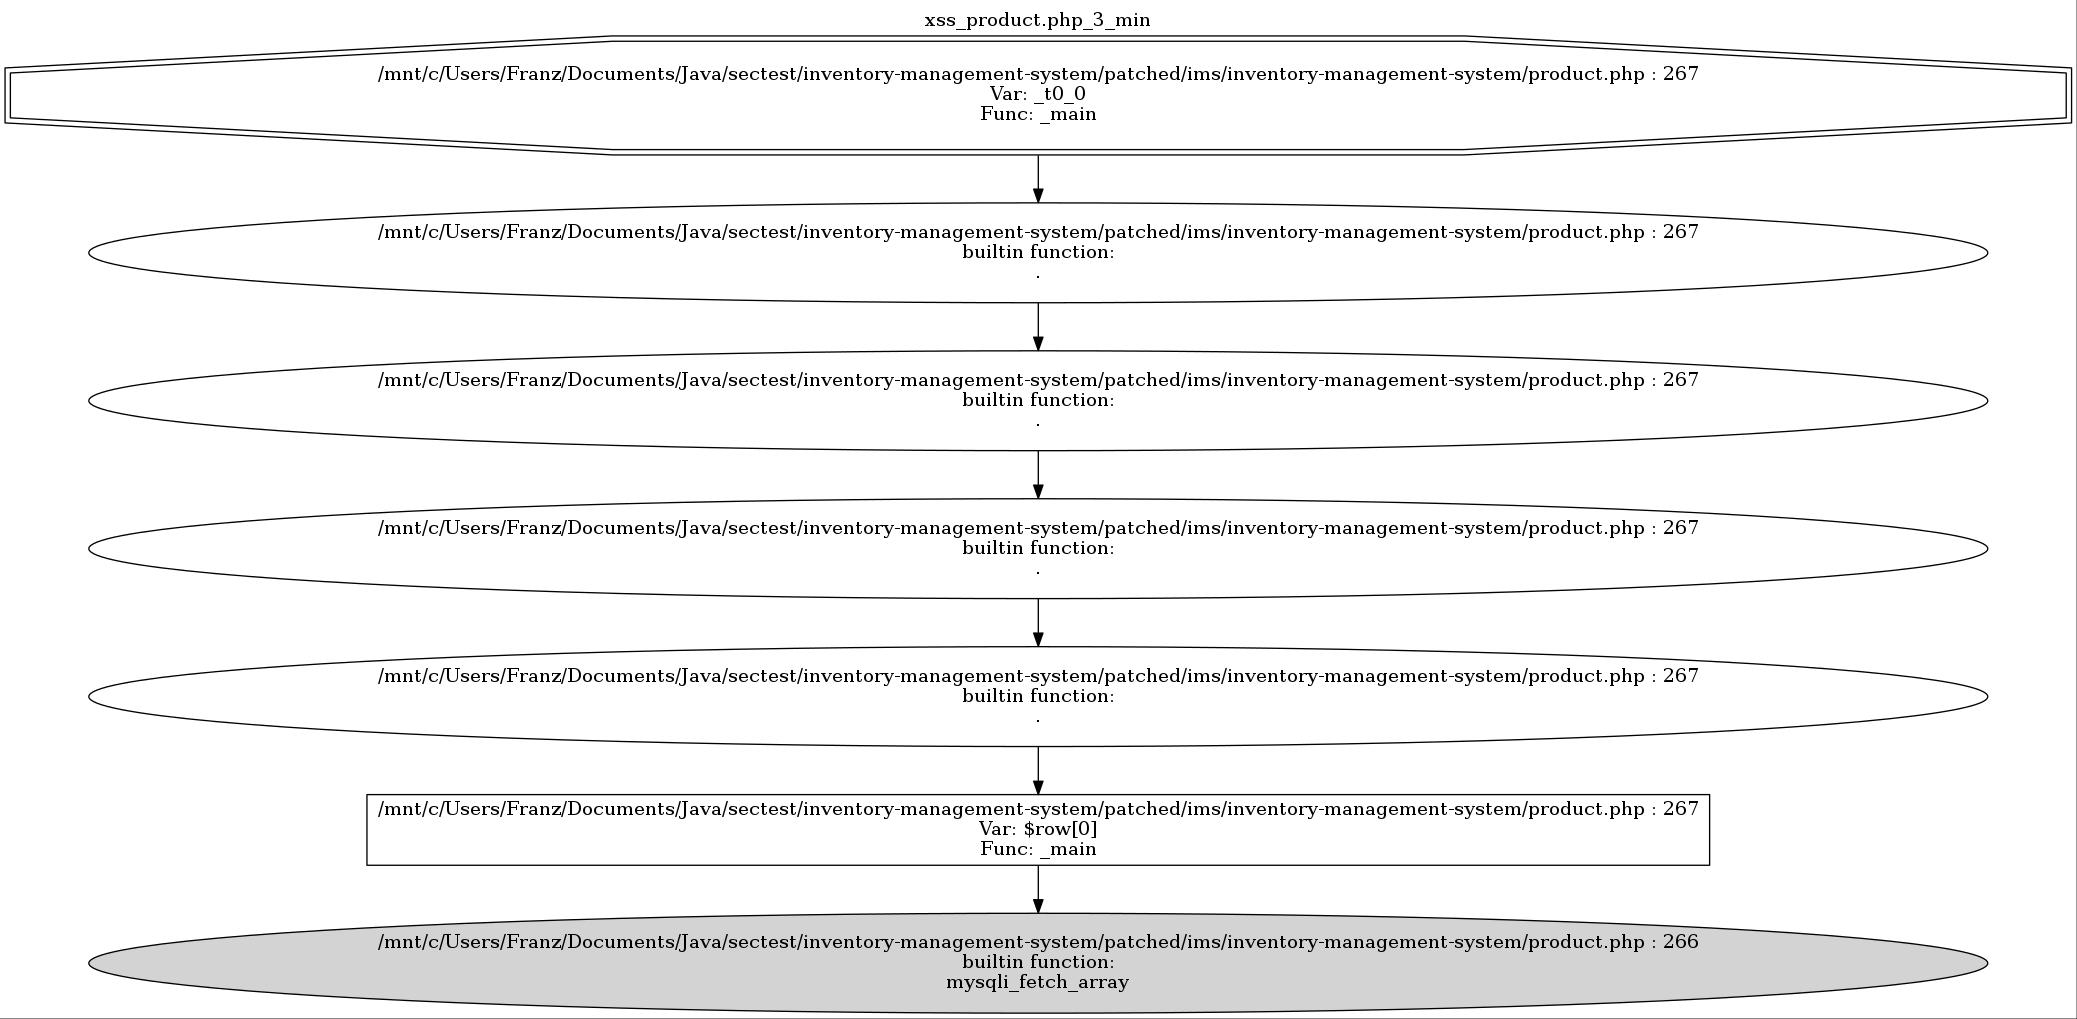 xss_product.php_3_min
/mnt/c/Users/Franz/Documents/Java/sectest/inventory-management-system/patched/ims/inventory-management-system/product.php : 267
Var: _t0_0
Func: _main
/mnt/c/Users/Franz/Documents/Java/sectest/inventory-management-system/patched/ims/inventory-management-system/product.php : 267
builtin function:
.
/mnt/c/Users/Franz/Documents/Java/sectest/inventory-management-system/patched/ims/inventory-management-system/product.php : 267
builtin function:
.
/mnt/c/Users/Franz/Documents/Java/sectest/inventory-management-system/patched/ims/inventory-management-system/product.php : 267
builtin function:
.
/mnt/c/Users/Franz/Documents/Java/sectest/inventory-management-system/patched/ims/inventory-management-system/product.php : 267
builtin function:
.
/mnt/c/Users/Franz/Documents/Java/sectest/inventory-management-system/patched/ims/inventory-management-system/product.php : 267
Var: $row[0]
Func: _main
/mnt/c/Users/Franz/Documents/Java/sectest/inventory-management-system/patched/ims/inventory-management-system/product.php : 266
builtin function:
mysqli_fetch_array